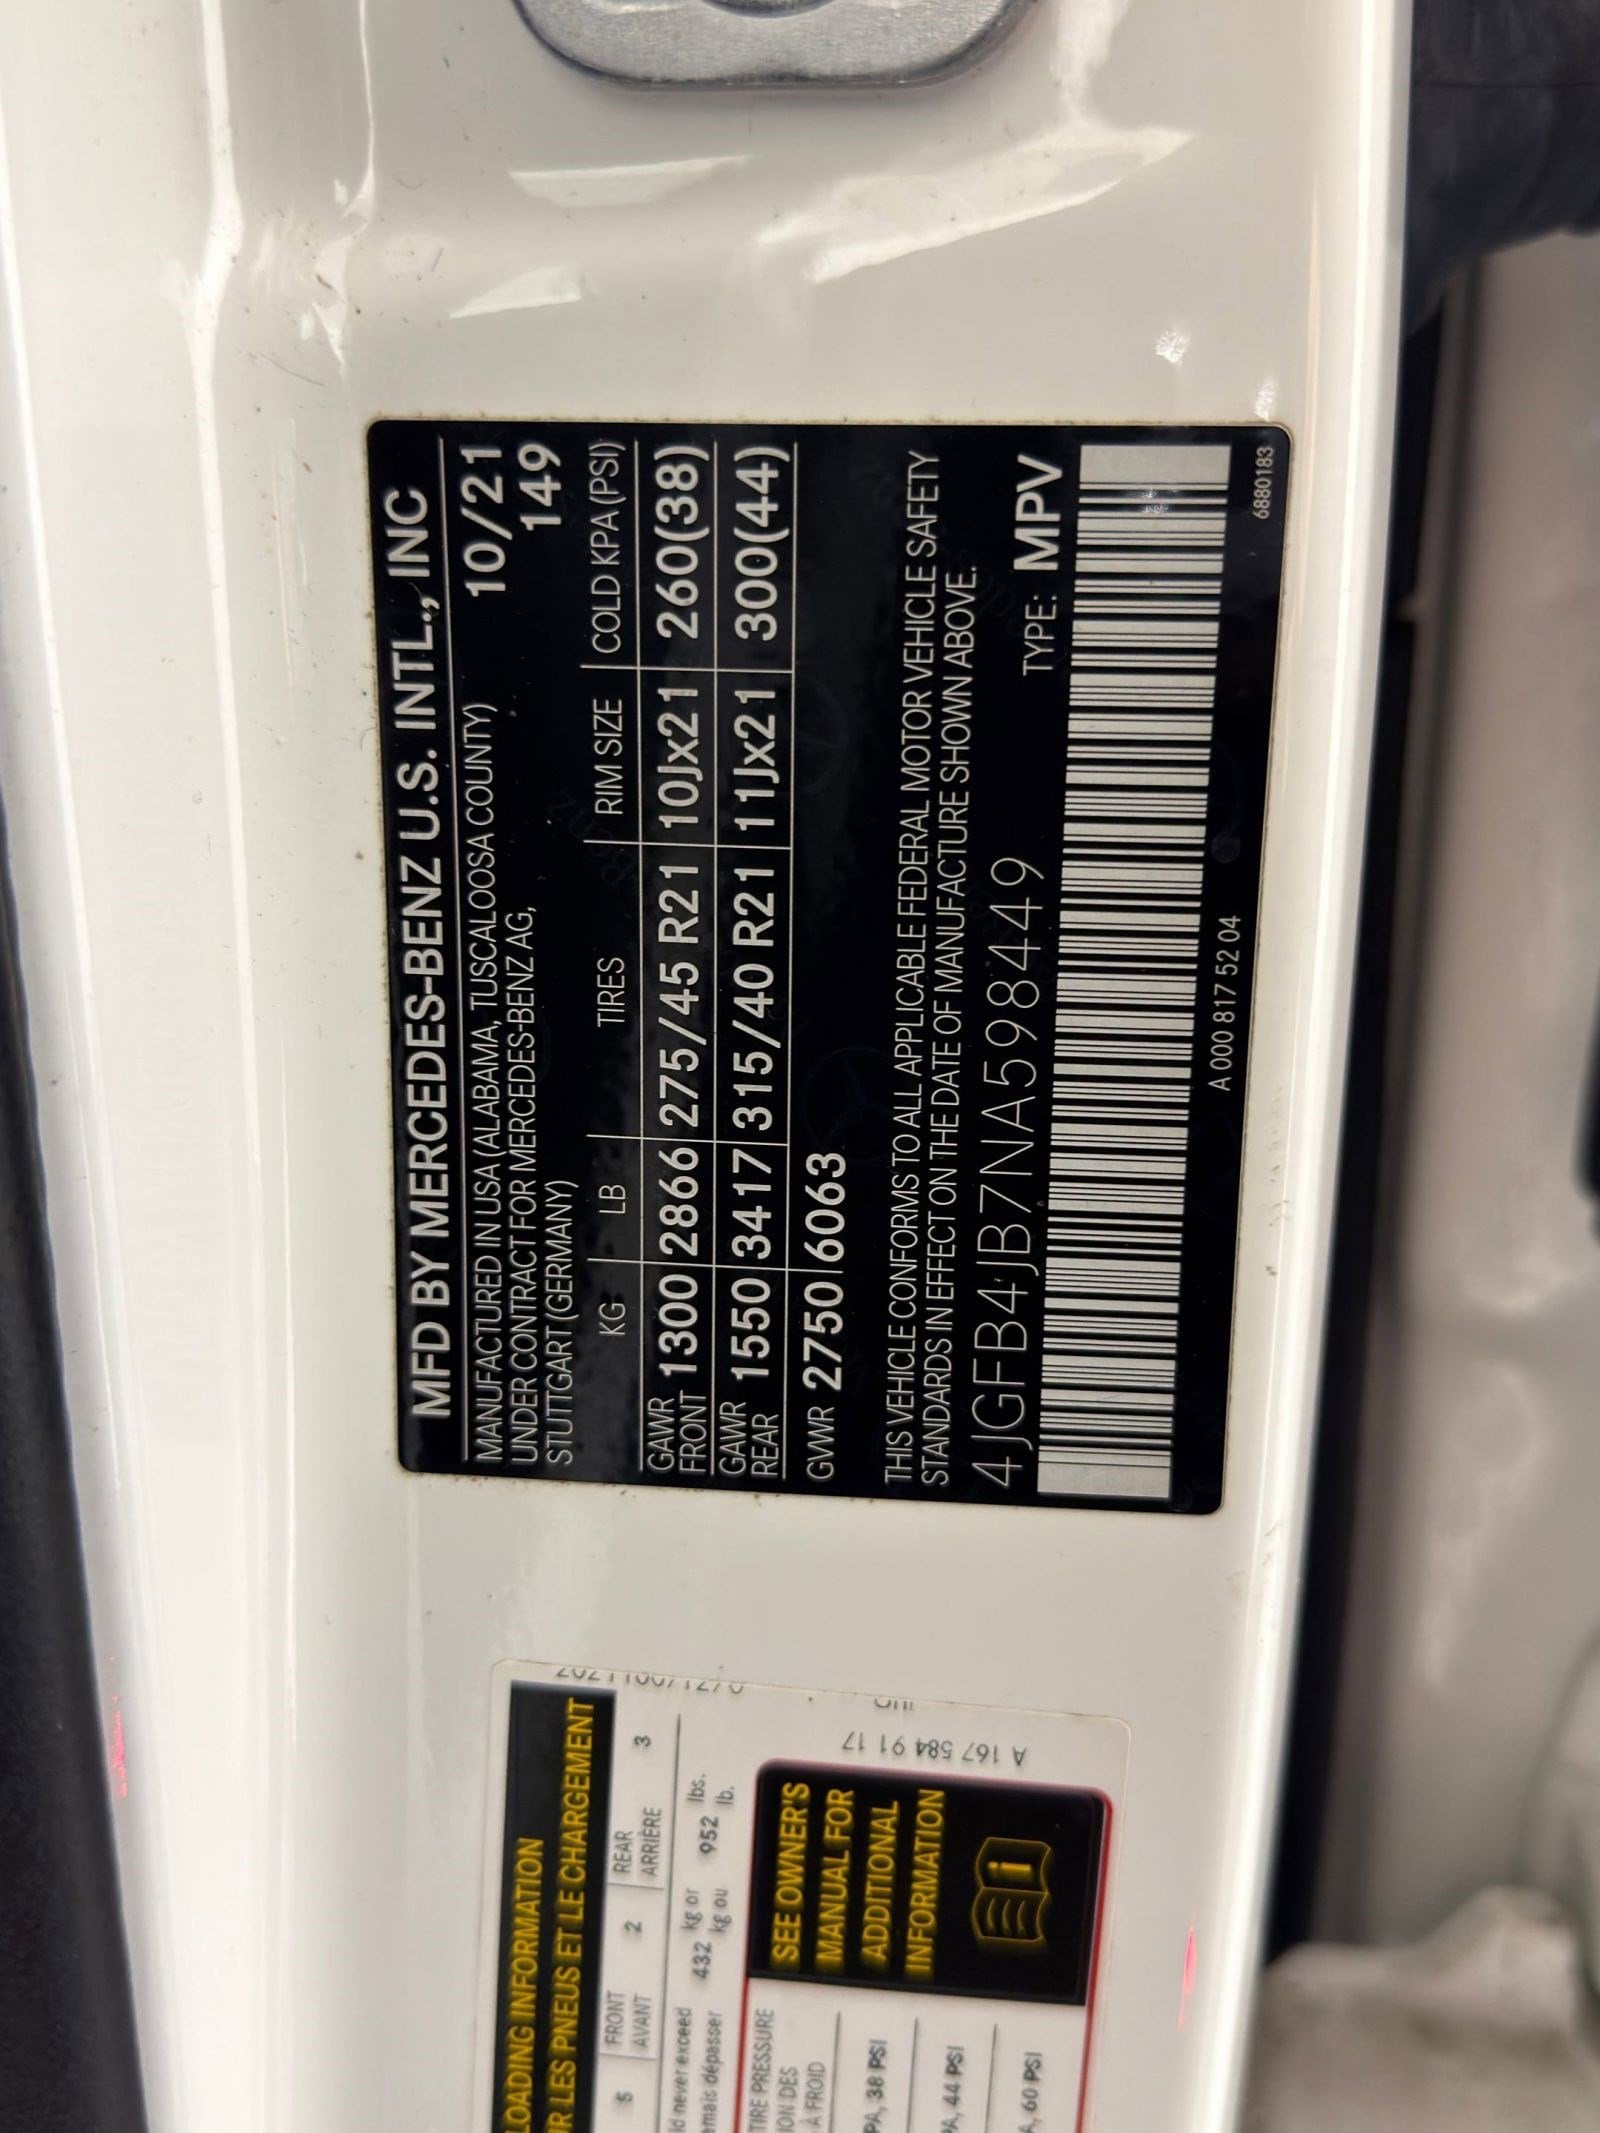 MFD BY MERCEDES-BENZ U.S. INTL., INC
MANUFACTURED IN USA (ALABAMA, TUSCALOOSA COUNTY) 10/21
UNDER CONTRACT FOR MERCEDES-BENZ AG, 149
STUTTGART (GERMANY)
KG LB TIRES RIM SIZE COLD KPA (PSI)
GAWR FRONT 1300 2866 275/45 R21 10Jx21 260(38)
GAWR REAR 1550 3417 315/40 R21 11Jx21 300(44)
GVWR 2750 6063
THIS VEHICLE CONFORMS TO ALL APPLICABLE FEDERAL MOTOR VEHICLE SAFETY
STANDARDS IN EFFECT ON THE DATE OF MANUFACTURE SHOWN ABOVE.
4JGFB4JB7NA598449 TYPE: MPV
A 000 817 52 04 6880183
LOADING INFORMATION
LES PNEUS ET LE CHARGEMENT
5 FRONT 2 REAR 3
AVANT ARRIÈRE
never exceed 432 kg or 952 lbs.
dépasser kg ou lb.
TIRE PRESSURE
DES
À FROID
38 PSI
44 PSI
60 PSI
SEE OWNER'S
MANUAL FOR
ADDITIONAL
INFORMATION
i
A 167 584 91 17